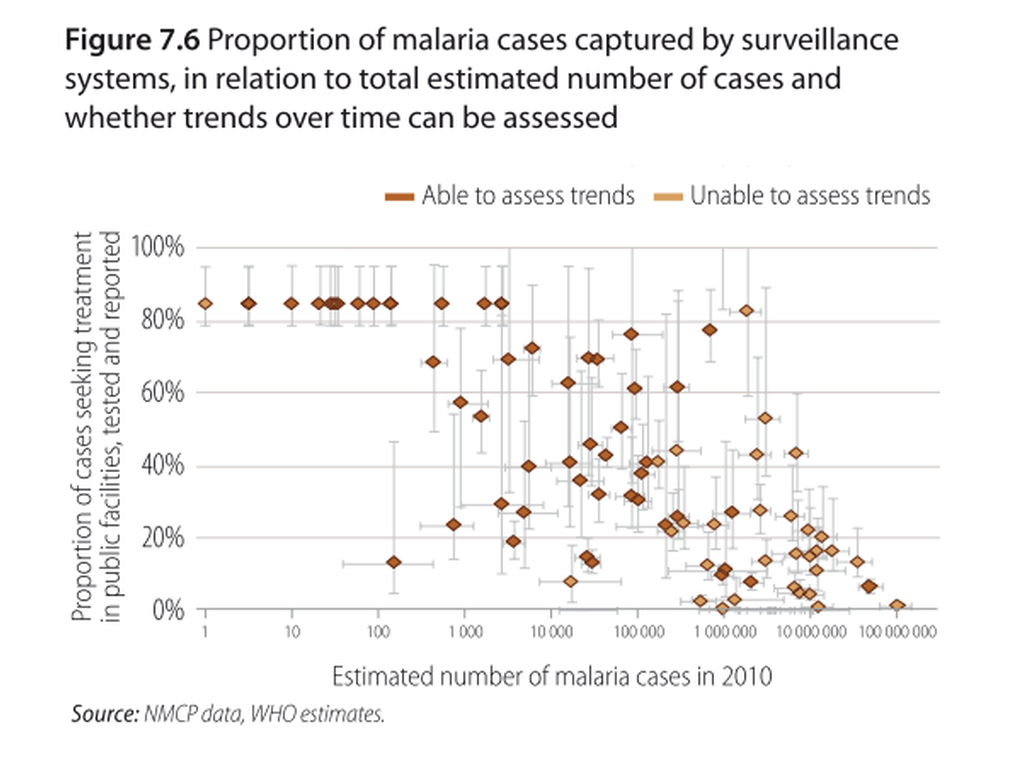 Figure 7.6 Proportion of malaria cases captured by surveillance
systems, in relation to total estimated number of cases and
whether trends over time can be assessed
Able to assess trends
Unable to assess trends
Proportion of cases seeking treatment
in public facilities, tested and reported
100%
80%
60%
40%
20%
0%
1
10
100
1 000
10 000
100 000
1 000 000
10 000 000
100 000 000
Estimated number of malaria cases in 2010
Source: NMCP data, WHO estimates.